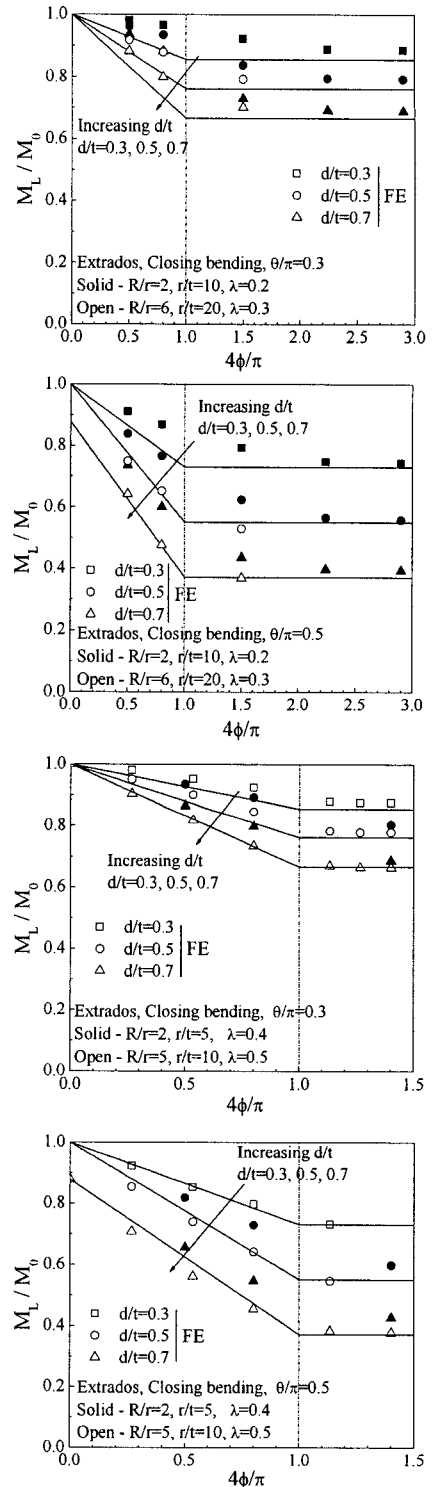 1.0
0.8
0.6
0.4
0.2
0.0
M_L / M_0
Increasing d/t
d/t=0.3, 0.5, 0.7
■ d/t=0.3
○ d/t=0.5
▲ d/t=0.7
FE
Extrados, Closing bending, θ/π=0.3
Solid - R/r=2, r/t=10, λ=0.2
Open - R/r=6, r/t=20, λ=0.3
0.0 0.5 1.0 1.5 2.0 2.5 3.0
4ϕ/π
1.0
0.8
0.6
0.4
0.2
0.0
M_L / M_0
Increasing d/t
d/t=0.3, 0.5, 0.7
□ d/t=0.3
○ d/t=0.5
△ d/t=0.7
FE
Extrados, Closing bending, θ/π=0.5
Solid - R/r=2, r/t=10, λ=0.2
Open - R/r=6, r/t=20, λ=0.3
0.0 0.5 1.0 1.5 2.0 2.5 3.0
4ϕ/π
1.0
0.8
0.6
0.4
0.2
0.0
M_L / M_0
Increasing d/t
d/t=0.3, 0.5, 0.7
□ d/t=0.3
○ d/t=0.5
△ d/t=0.7
FE
Extrados, Closing bending, θ/π=0.3
Solid - R/r=2, r/t=5, λ=0.4
Open - R/r=5, r/t=10, λ=0.5
0.0 0.5 1.0 1.5
4ϕ/π
1.0
0.8
0.6
0.4
0.2
0.0
M_L / M_0
Increasing d/t
d/t=0.3, 0.5, 0.7
□ d/t=0.3
○ d/t=0.5
△ d/t=0.7
FE
Extrados, Closing bending, θ/π=0.5
Solid - R/r=2, r/t=5, λ=0.4
Open - R/r=5, r/t=10, λ=0.5
0.0 0.5 1.0 1.5
4ϕ/π